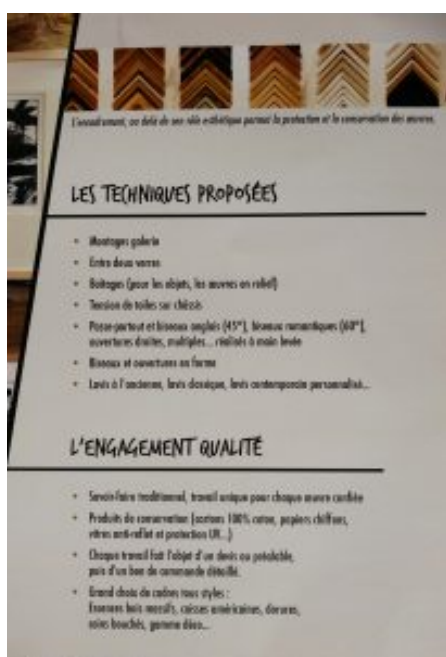 L'encadrement, au delà de son rôle esthétique permet la protection et la conservation des œuvres.
LES TECHNIQUES PROPOSÉES
• Montages galerie
• Entre deux verres
• Boitages (pour les objets, les œuvres en relief)
• Tension de toiles sur châssis
• Passe-partout et biseaux anglais (45°), biseaux romantiques (60°),
ouvertures droites, multiples... réalisés à main levée
• Biseaux et ouvertures en forme
• Lavis à l'ancienne, lavis classique, lavis contemporain personnalisé...
L'ENGAGEMENT QUALITÉ
• Savoir-faire traditionnel, travail unique pour chaque œuvre confiée
• Produits de conservation (cartons 100% coton, papiers chiffons,
vitres anti-reflet et protection UV...)
• Chaque travail fait l'objet d'un devis au préalable,
puis d'un bon de commande détaillé.
• Grand choix de cadres tous styles :
Essences bois massifs, caisses américaines, dorures,
coins bouchés, gamme déco...